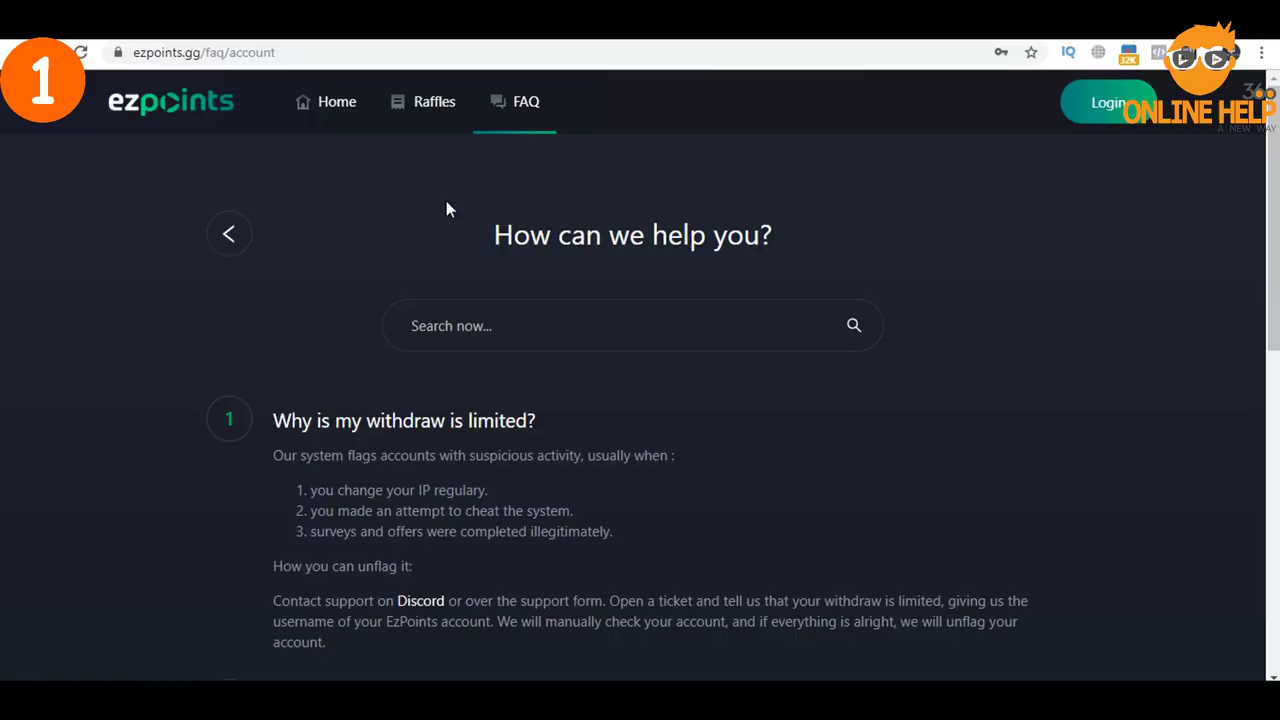 1
ezpoints.gg/faq/account
IQ
32K
ezpoints
Home
Raffles
FAQ
Login
360
ONLINE HELP
A NEW WAY
How can we help you?
Search now...
1
Why is my withdraw is limited?
Our system flags accounts with suspicious activity, usually when :
1. you change your IP regulary.
2. you made an attempt to cheat the system.
3. surveys and offers were completed illegitimately.
How you can unflag it:
Contact support on Discord or over the support form. Open a ticket and tell us that your withdraw is limited, giving us the
username of your EzPoints account. We will manually check your account, and if everything is alright, we will unflag your
account.